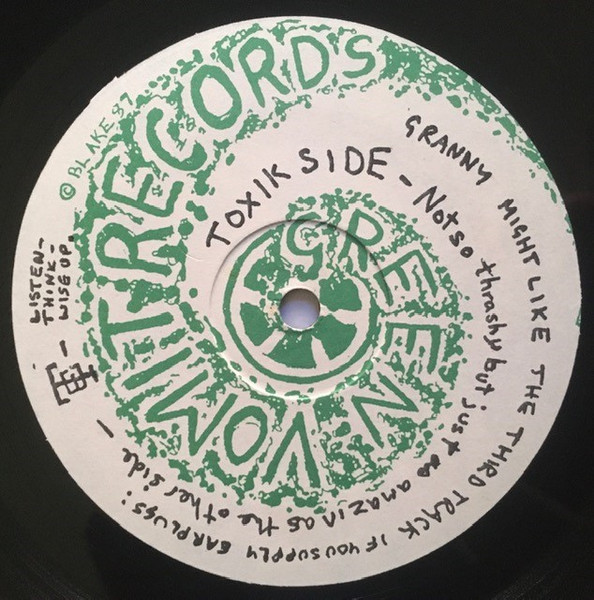 GREEN VOMIT RECORDS
© BLAKE 87
TOXIK SIDE - Not so thrashy but just as amazin as the other side -
GRANNY MIGHT LIKE THE THIRD TRACK IF YOU SUPPLY EARPLUGS!
LISTEN-
THINK-
WISE UP.